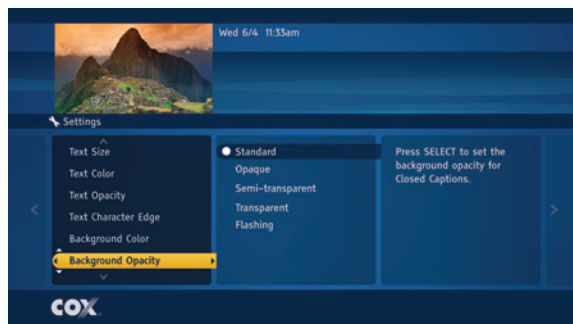 Wed 6/4 11:33am
Settings
Text Size
Text Color
Text Opacity
Text Character Edge
Background Color
Background Opacity
Standard
Opaque
Semi-transparent
Transparent
Flashing
Press SELECT to set the
background opacity for
Closed Captions.
COX